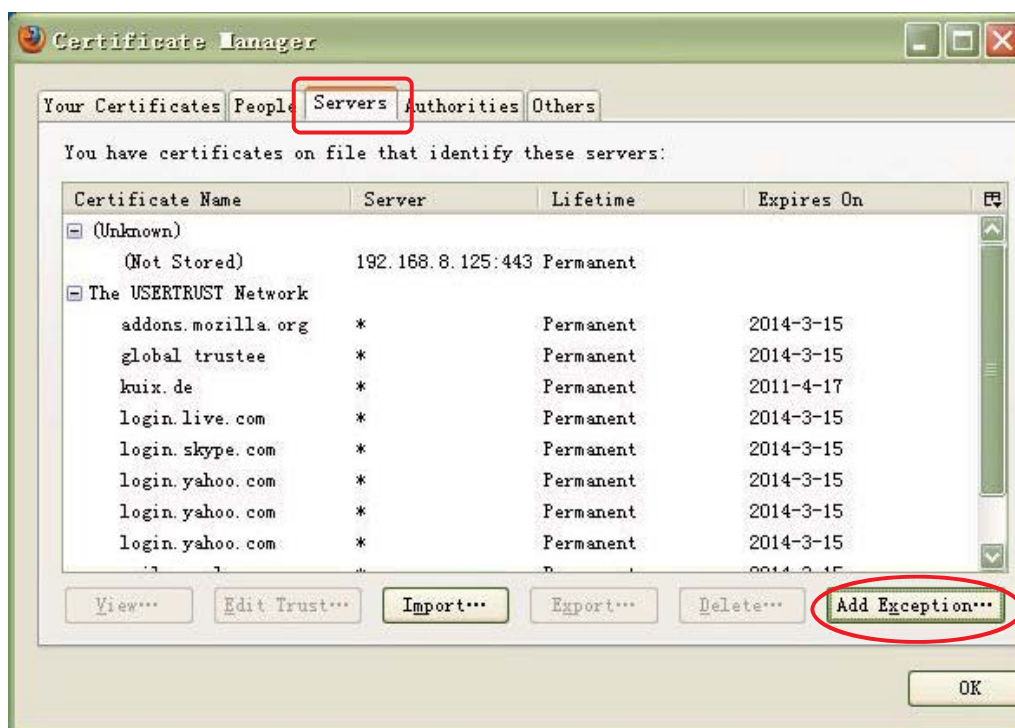 Certificate Manager
Your Certificates People Servers Authorities Others
You have certificates on file that identify these servers:
Certificate Name Server Lifetime Expires On
(Unknown)
(Not Stored) 192.168.8.125:443 Permanent
The USERTRUST Network
addons.mozilla.org * Permanent 2014-3-15
global trustee * Permanent 2014-3-15
kuix.de * Permanent 2011-4-17
login.live.com * Permanent 2014-3-15
login.skype.com * Permanent 2014-3-15
login.yahoo.com * Permanent 2014-3-15
login.yahoo.com * Permanent 2014-3-15
login.yahoo.com * Permanent 2014-3-15
View... Edit Trust... Import... Export... Delete... Add Exception...
OK